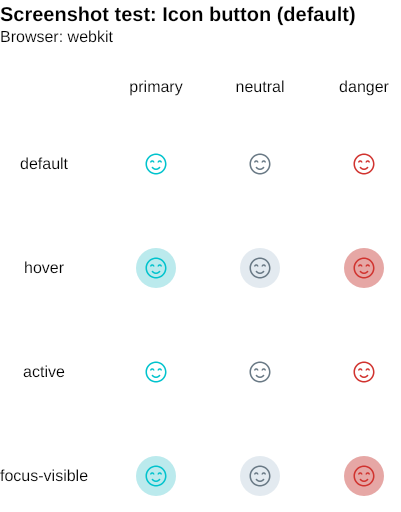 Screenshot test: Icon button (default)
Browser: webkit
primary neutral danger
default
hover
active
focus-visible